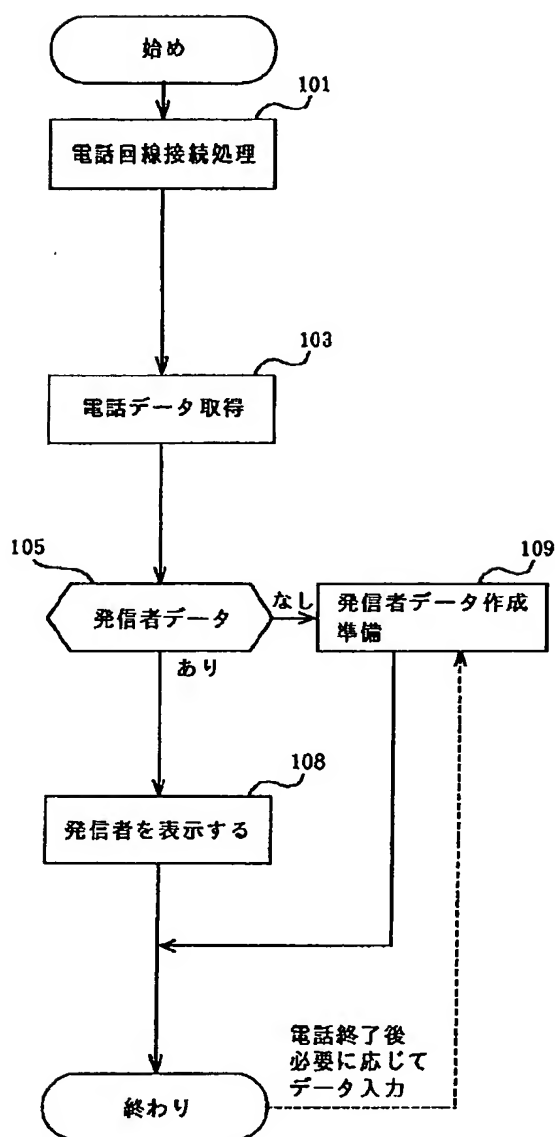 始め
101
電話回線接続処理
103
電話データ取得
105
発信者データ
なし
109
発信者データ作成
準備
あり
108
発信者を表示する
電話終了後
必要に応じて
データ入力
終わり